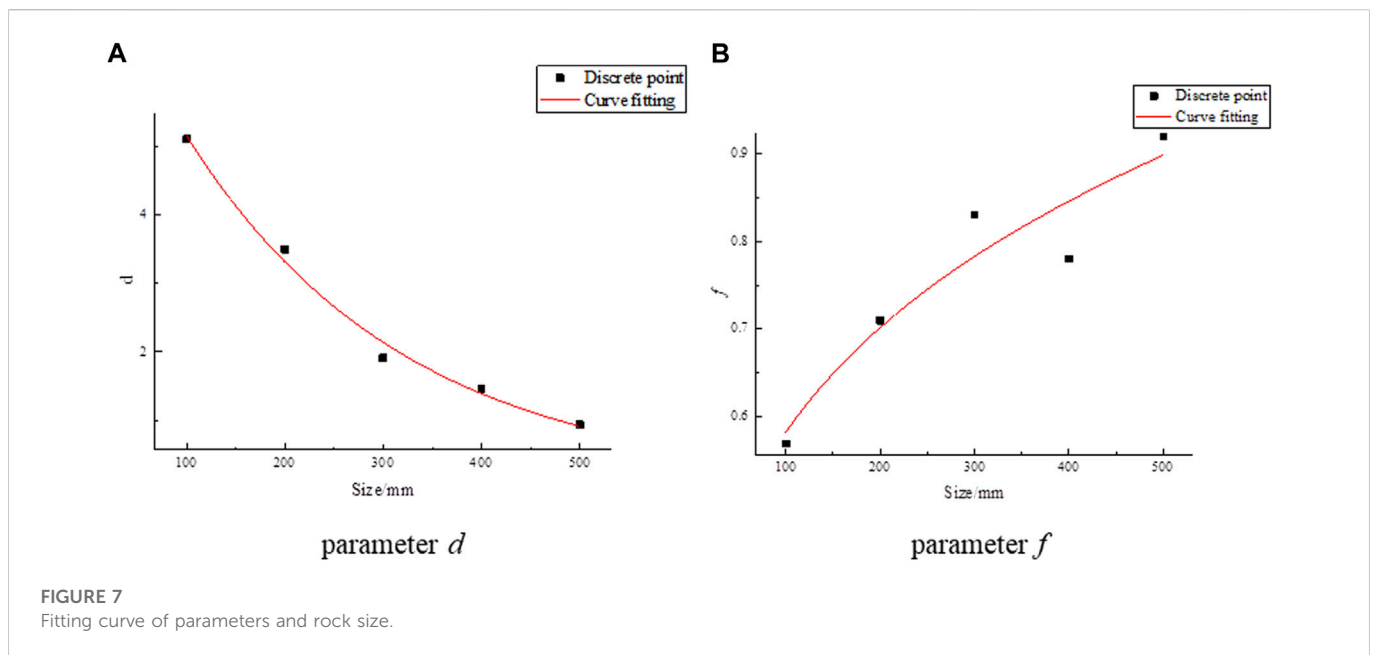 A
Discrete point
Curve fitting
4
2
d
100 200 300 400 500
Size/mm
parameter d
B
Discrete point
Curve fitting
0.9
0.8
0.7
0.6
f
100 200 300 400 500
Size/mm
parameter f
FIGURE 7
Fitting curve of parameters and rock size.